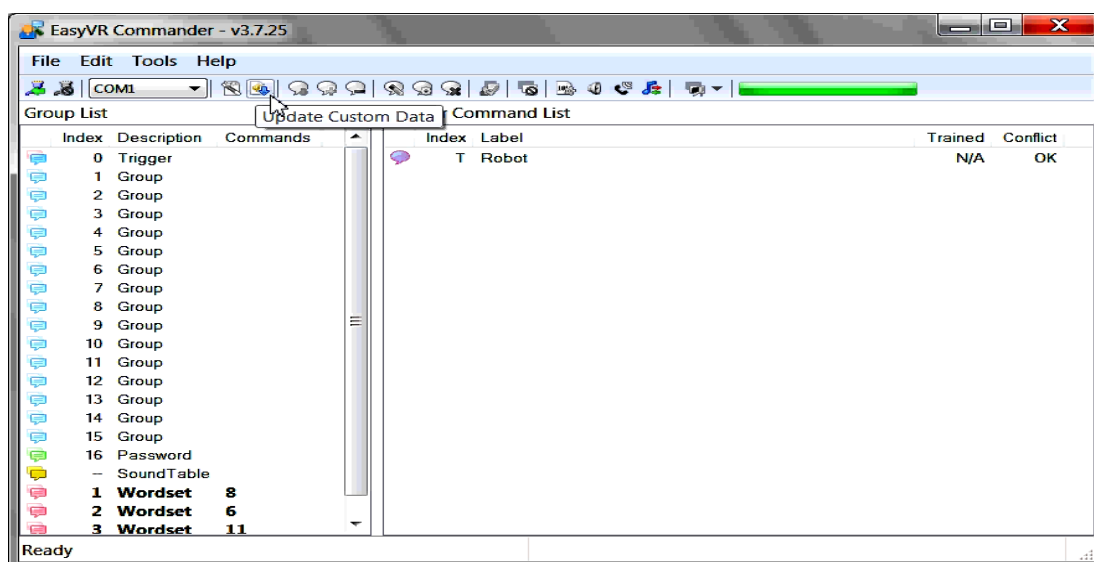 EasyVR Commander - v3.7.25
File Edit Tools Help
COM1
Group List Update Custom Data Command List
Index Description Commands Index Label Trained Conflict
0 Trigger T Robot N/A OK
1 Group
2 Group
3 Group
4 Group
5 Group
6 Group
7 Group
8 Group
9 Group
10 Group
11 Group
12 Group
13 Group
14 Group
15 Group
16 Password
-- SoundTable
1 Wordset 8
2 Wordset 6
3 Wordset 11
Ready